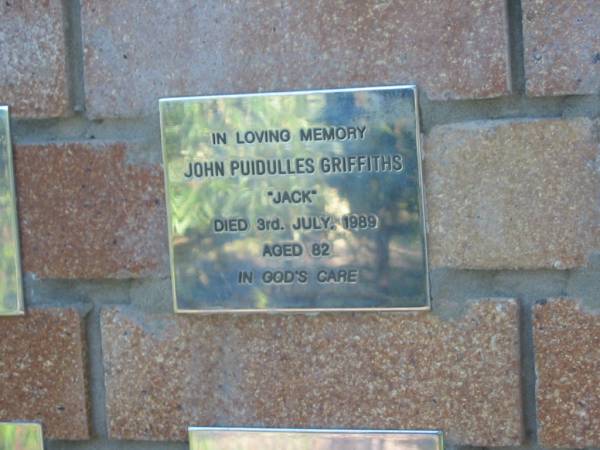 IN LOVING MEMORY
JOHN PUIDULLES GRIFFITHS
"JACK"
DIED 3rd. JULY, 1989
AGED 82
IN GOD'S CARE